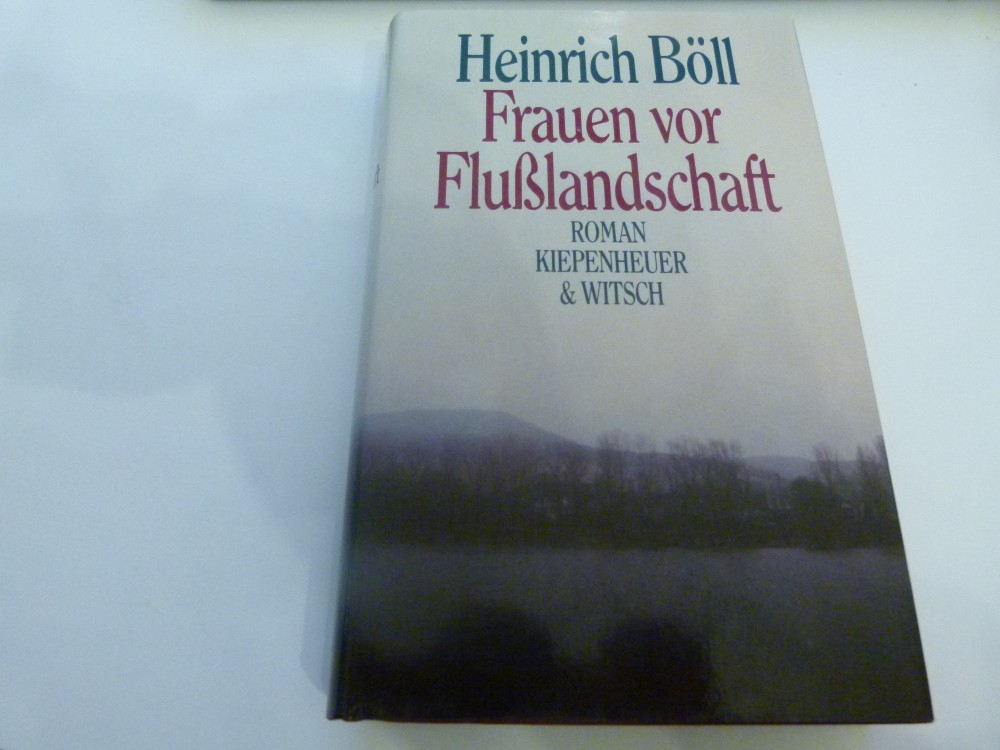 Heinrich Böll
Frauen vor
Flußlandschaft
ROMAN
KIEPENHEUER
& WITSCH